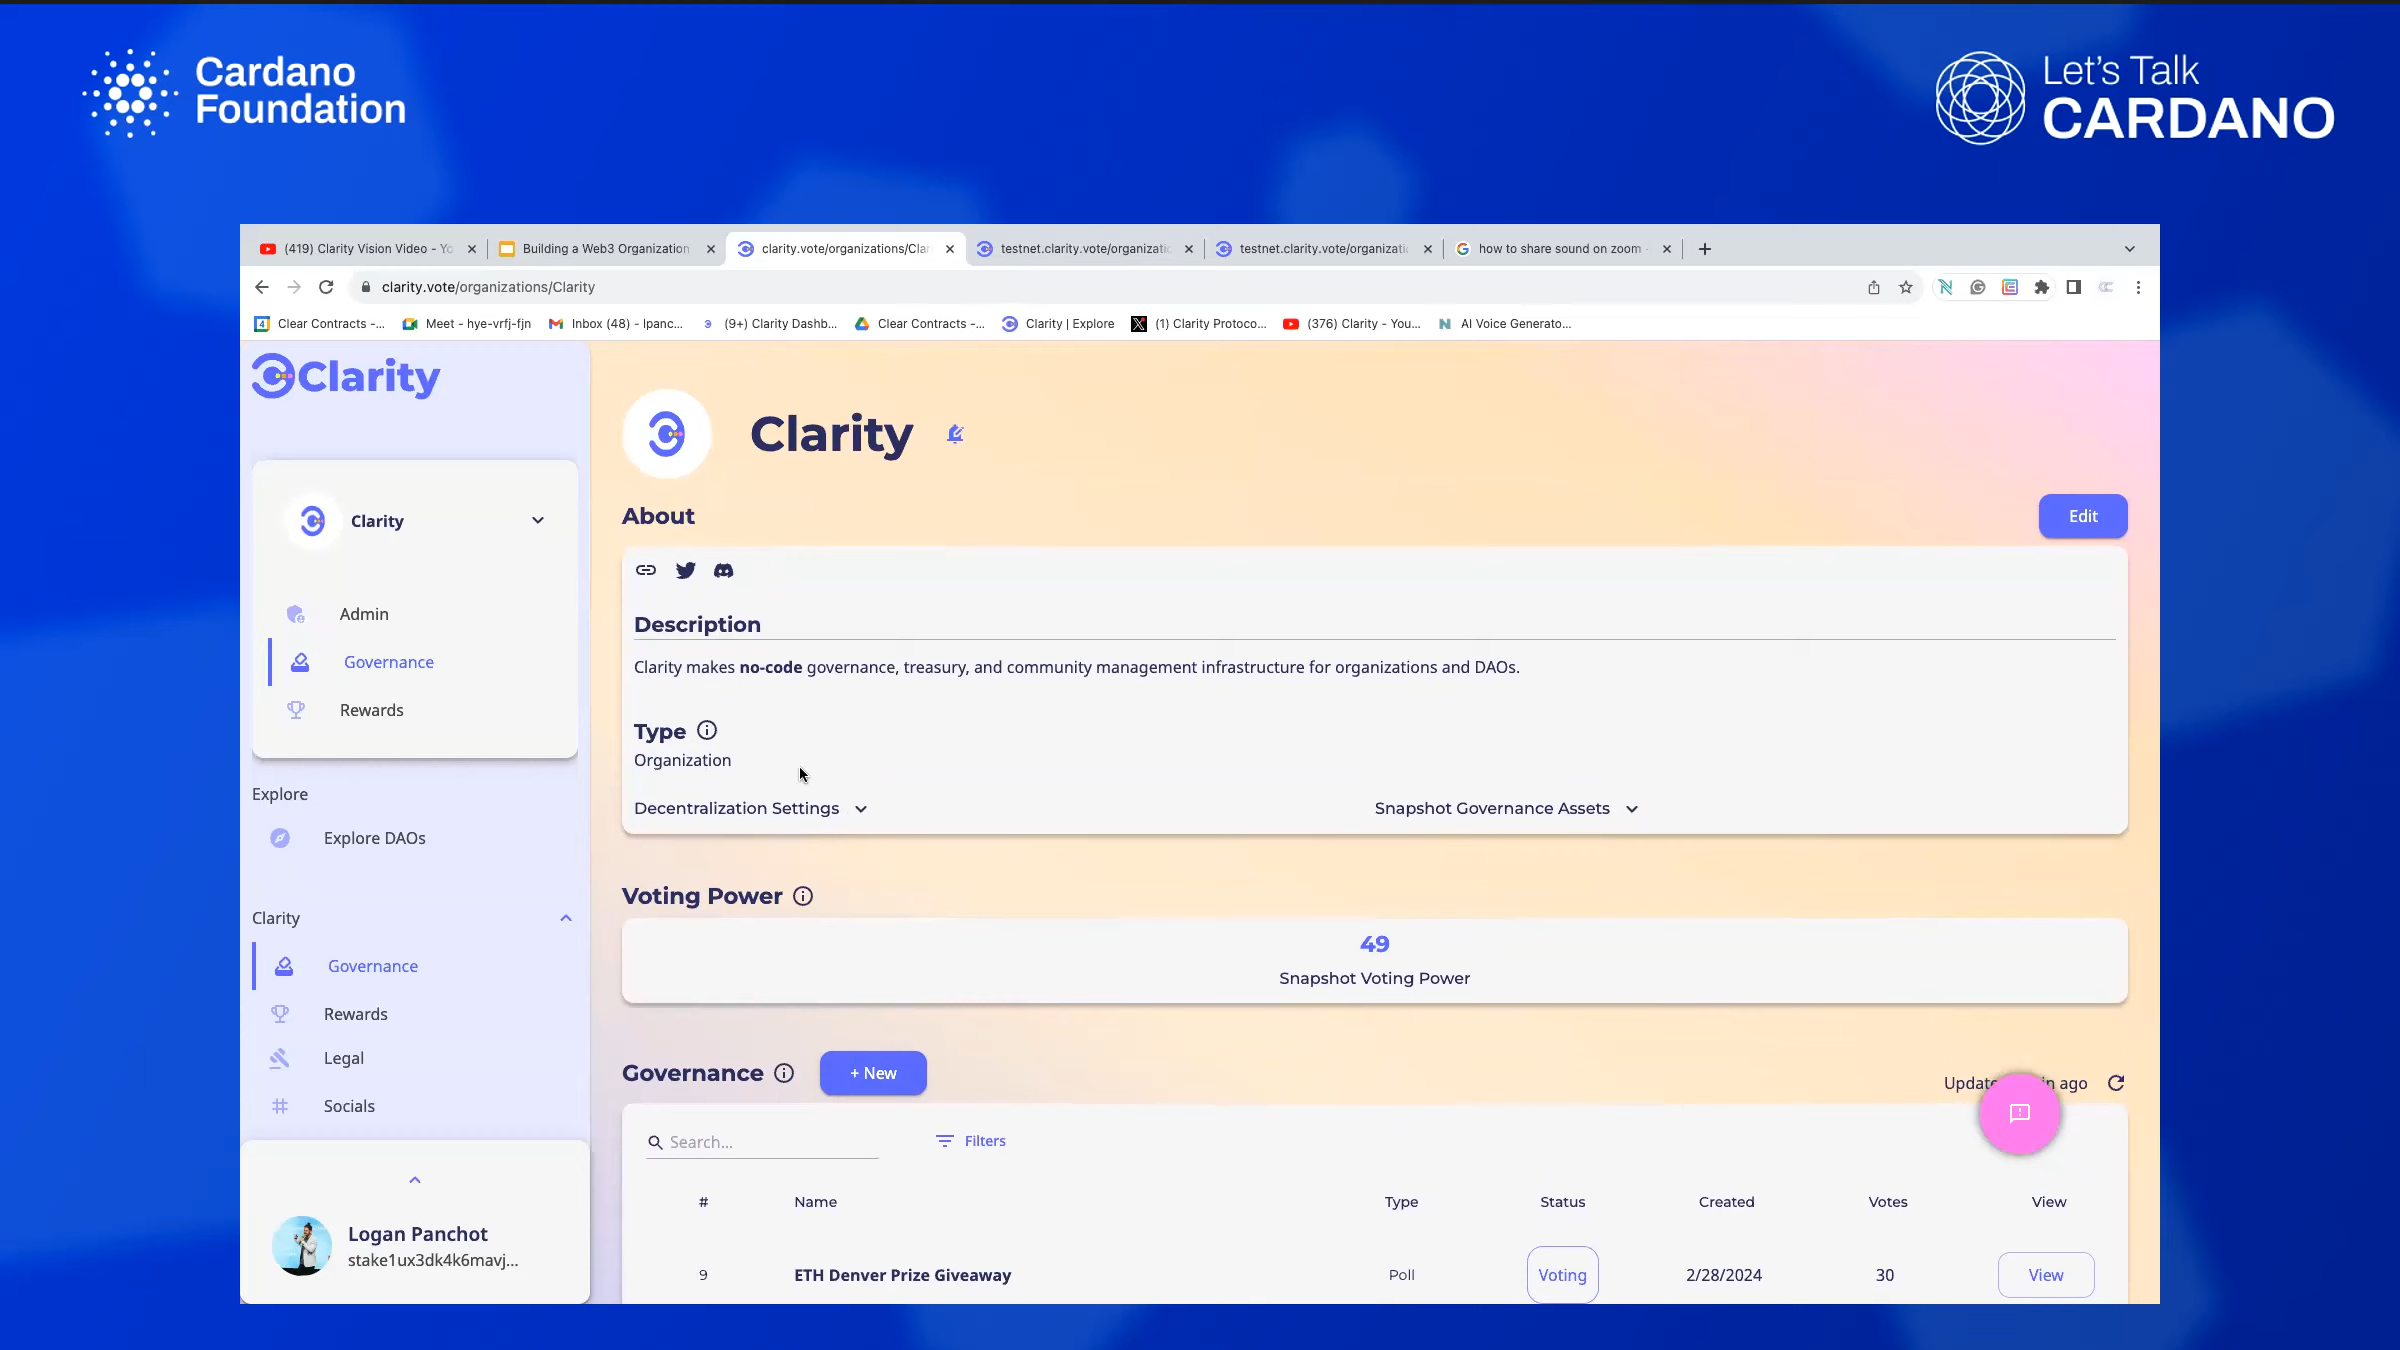 Cardano
Foundation
Let's Talk
CARDANO
(419) Clarity Vision Video - Yo
Building a Web3 Organization
clarity.vote/organizations/Clar
testnet.clarity.vote/organizatio
testnet.clarity.vote/organizatio
how to share sound on zoom -
clarity.vote/organizations/Clarity
Clear Contracts -...
Meet - hye-vrfj-fjn
Inbox (48) - lpanc...
(9+) Clarity Dashb...
Clear Contracts -...
Clarity | Explore
(1) Clarity Protoco...
(376) Clarity - You...
AI Voice Generato...
Clarity
Clarity
Admin
Governance
Rewards
Explore
Explore DAOs
Clarity
Governance
Rewards
Legal
Socials
Logan Panchot
stake1ux3dk4k6mavj...
Clarity
About
Edit
Description
Clarity makes no-code governance, treasury, and community management infrastructure for organizations and DAOs.
Type
Organization
Decentralization Settings
Snapshot Governance Assets
Voting Power
49
Snapshot Voting Power
Governance
+ New
ago
Search...
Filters
# Name Type Status Created Votes View
9 ETH Denver Prize Giveaway Poll Voting 2/28/2024 30 View